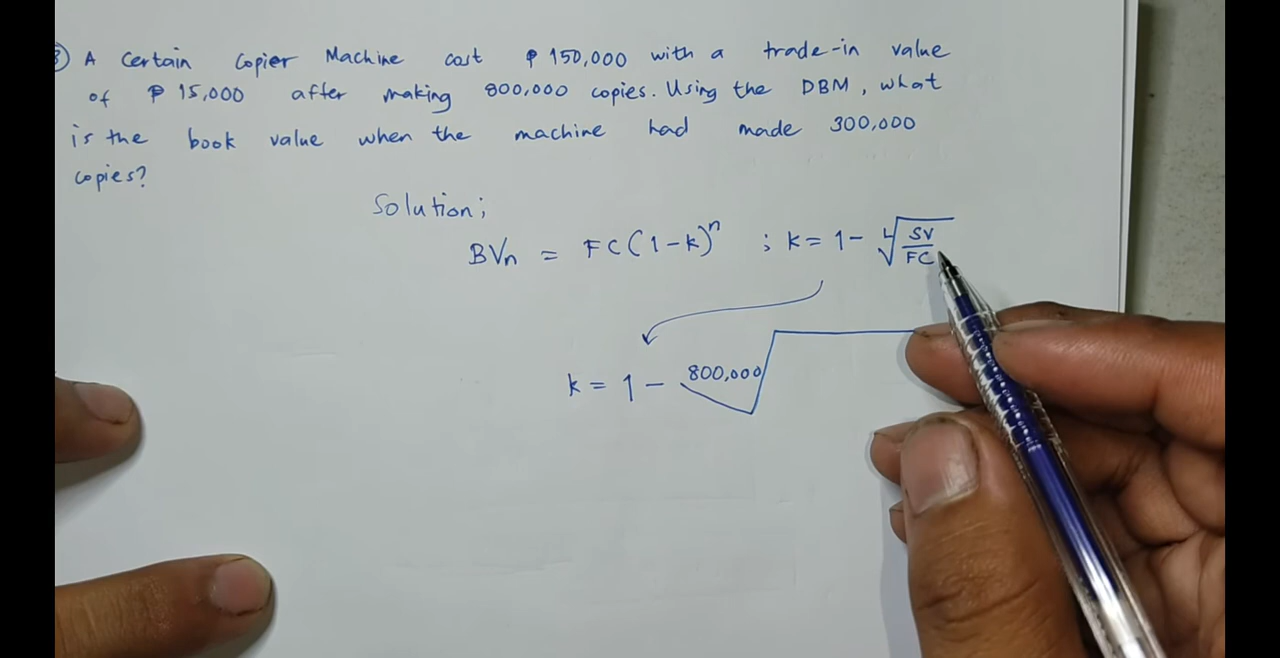 3) A Certain Copier Machine cost ₱ 150,000 with a trade-in value
of ₱ 15,000 after making 800,000 copies. Using the DBM, what
is the book value when the machine had made 300,000
copies?
Solution;
BVn = FC(1-k)^n ; k = 1 - L√(SV/FC)
k = 1 - 800,000√